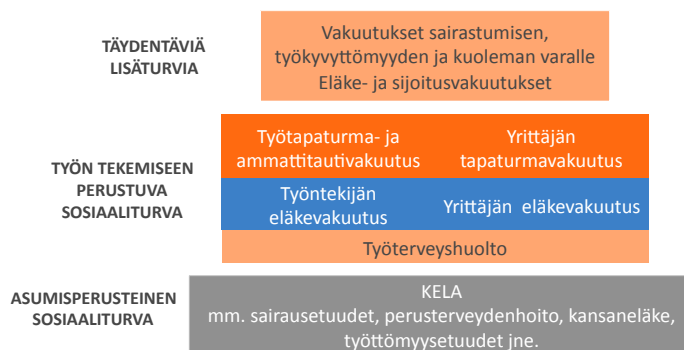 TÄYDENTÄVIÄ
LISÄTURVIA
Vakuutukset sairastumisen,
työkyvyttömyyden ja kuoleman varalle
Eläke- ja sijoitusvakuutukset
TYÖN TEKEMISEEN
PERUSTUVA
SOSIAALITURVA
Työtapaturma- ja
ammattitautivakuutus
Yrittäjän
tapaturmavakuutus
Työntekijän
eläkevakuutus
Yrittäjän eläkevakuutus
Työterveyshuolto
ASUMISPERUSTEINEN
SOSIAALITURVA
KELA
mm. sairausetuudet, perusterveydenhoito, kansaneläke,
työttömyysetuudet jne.